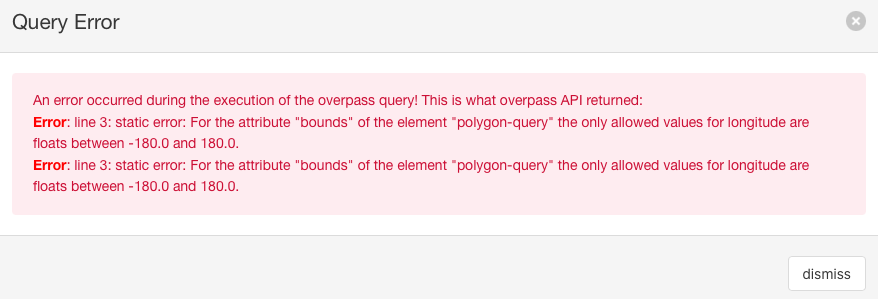 Query Error
An error occurred during the execution of the overpass query! This is what overpass API returned:
Error: line 3: static error: For the attribute "bounds" of the element "polygon-query" the only allowed values for longitude are
floats between -180.0 and 180.0.
Error: line 3: static error: For the attribute "bounds" of the element "polygon-query" the only allowed values for longitude are
floats between -180.0 and 180.0.
dismiss